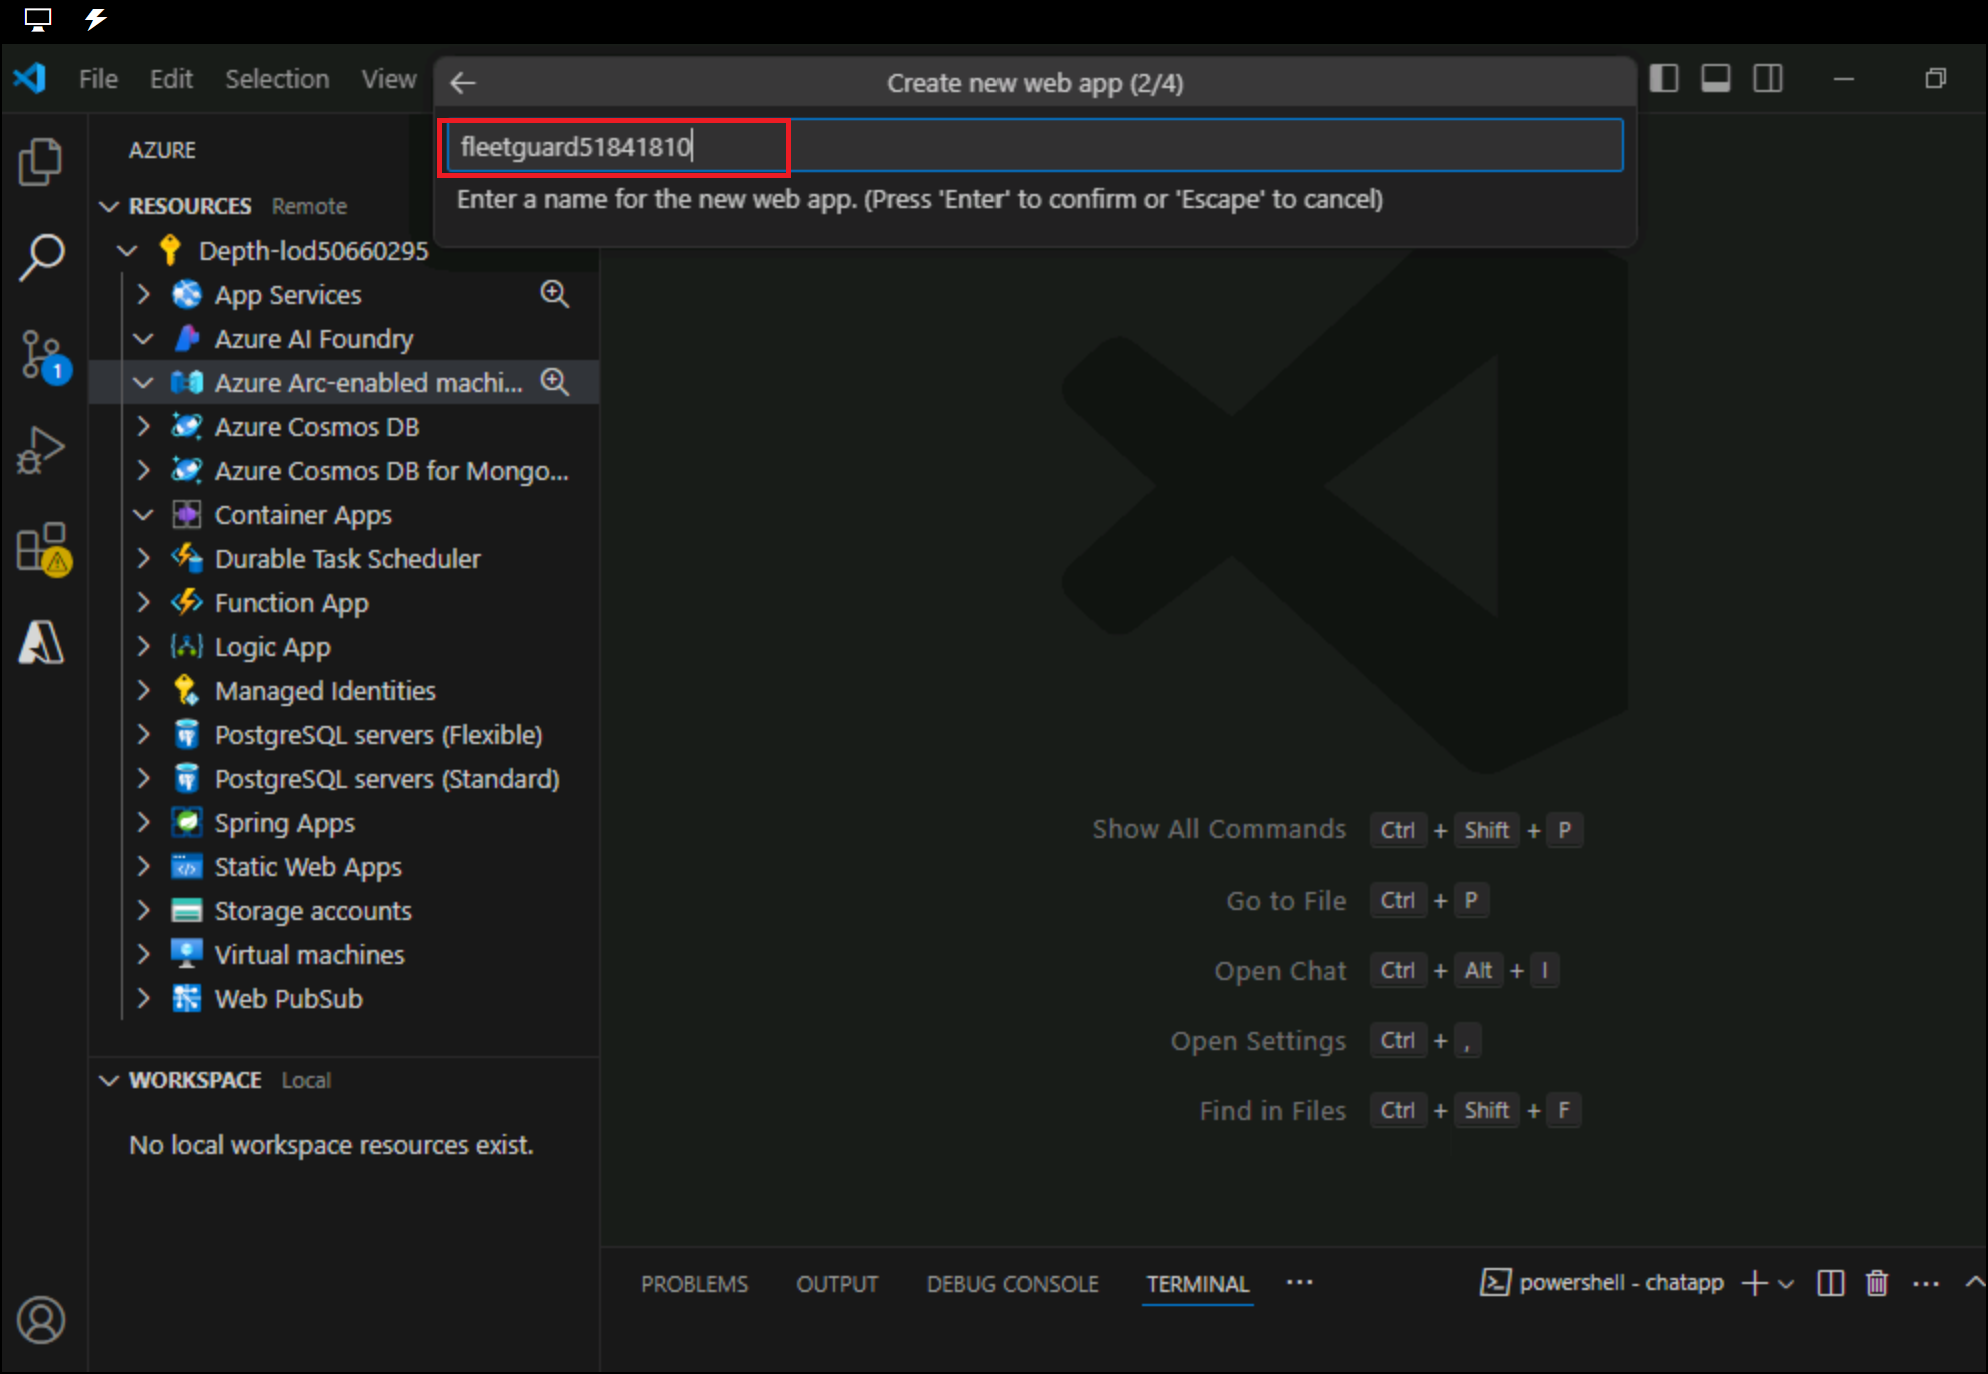 File Edit Selection View
Create new web app (2/4)
fleetguard51841810
Enter a name for the new web app. (Press 'Enter' to confirm or 'Escape' to cancel)
AZURE
RESOURCES Remote
Depth-lod50660295
App Services
Azure AI Foundry
Azure Arc-enabled machi...
1
Azure Cosmos DB
Azure Cosmos DB for Mongo...
Container Apps
Durable Task Scheduler
Function App
Logic App
Managed Identities
PostgreSQL servers (Flexible)
PostgreSQL servers (Standard)
Spring Apps
Static Web Apps
Storage accounts
Virtual machines
Web PubSub
WORKSPACE Local
No local workspace resources exist.
Show All Commands Ctrl + Shift + P
Go to File Ctrl + P
Open Chat Ctrl + Alt + I
Open Settings Ctrl + ,
Find in Files Ctrl + Shift + F
PROBLEMS OUTPUT DEBUG CONSOLE TERMINAL ... powershell - chatapp ...